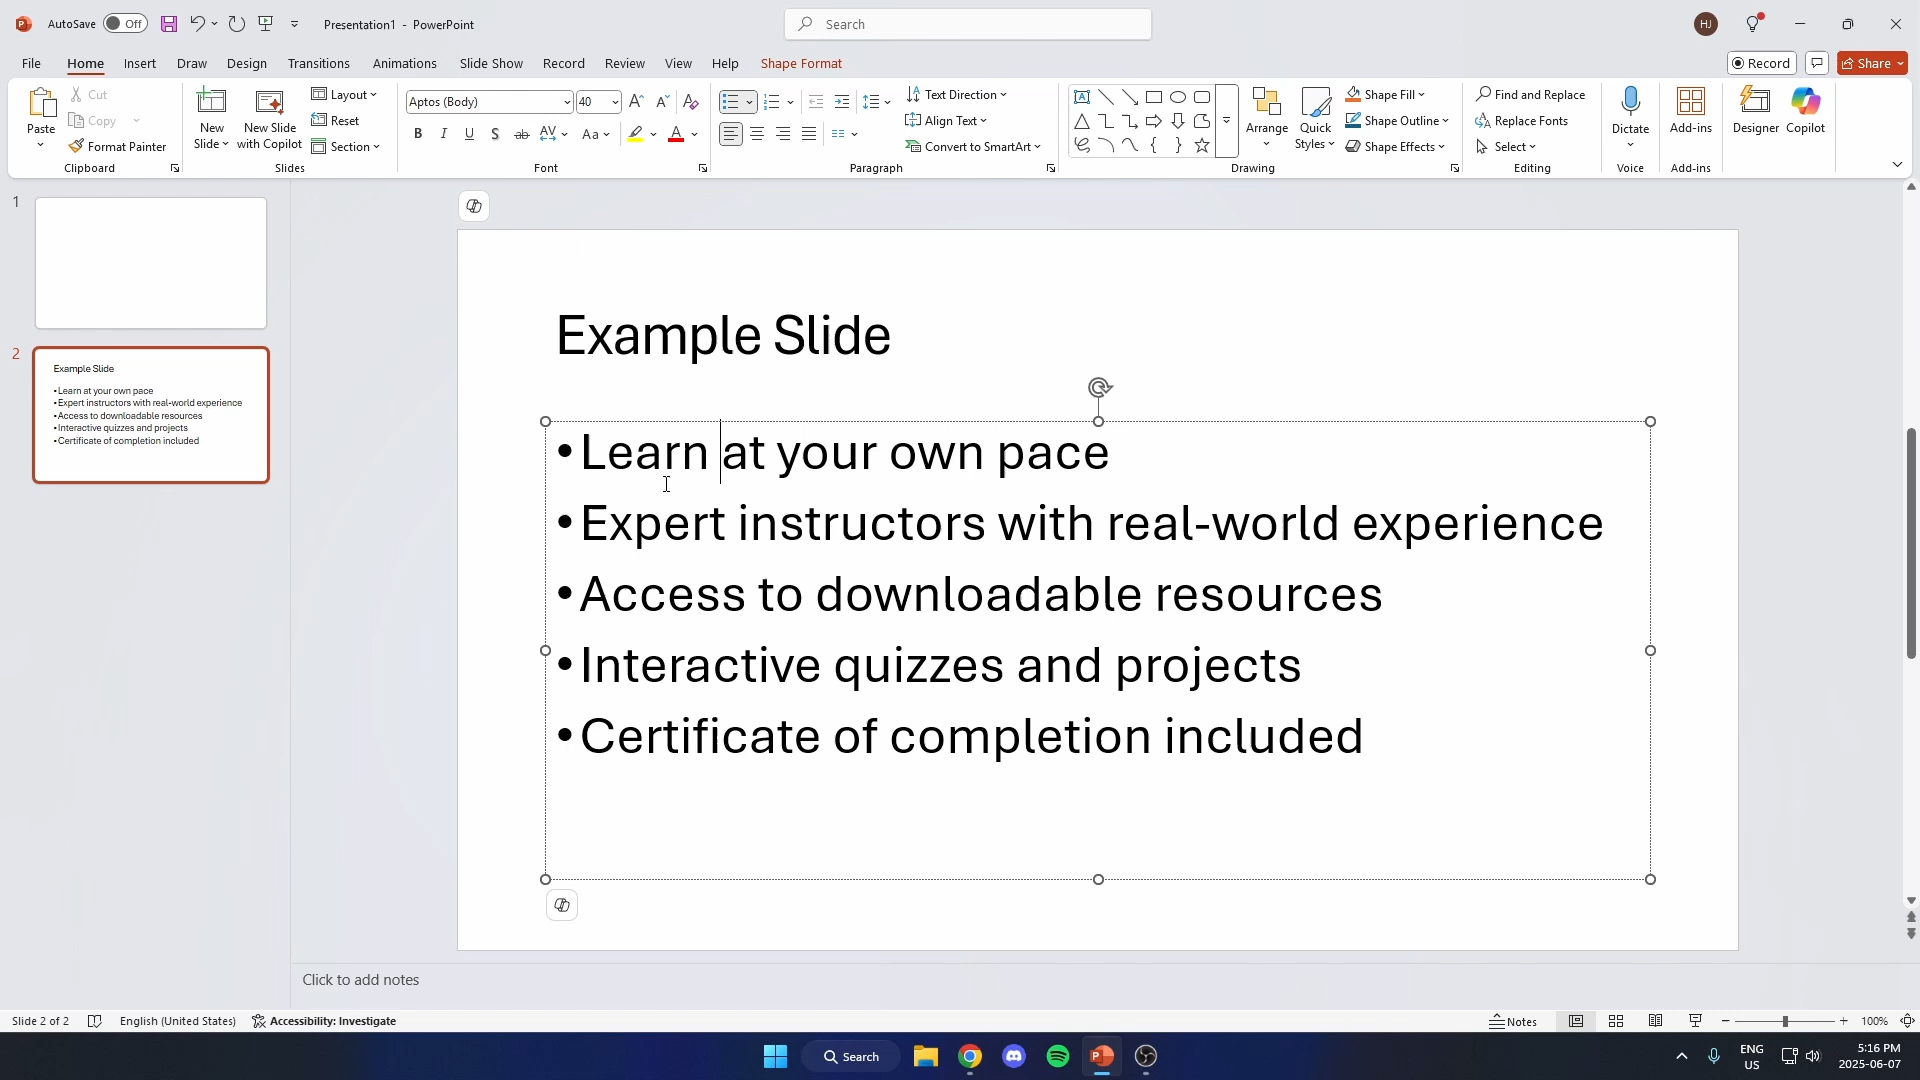 AutoSave Off Presentation1 - PowerPoint Search HJ
File Home Insert Draw Design Transitions Animations Slide Show Record Review View Help Shape Format Record Share
Paste Cut Copy Format Painter Clipboard
New Slide New Slide with Copilot Layout Reset Section Slides
Aptos (Body) 40 Font
Text Direction Align Text Convert to SmartArt Paragraph
Arrange Quick Styles Shape Fill Shape Outline Shape Effects Drawing
Find and Replace Replace Fonts Select Editing
Dictate Voice
Add-ins Add-ins
Designer Copilot
1
2
Example Slide
•Learn at your own pace
•Expert instructors with real-world experience
•Access to downloadable resources
•Interactive quizzes and projects
•Certificate of completion included
Example Slide
•Learn at your own pace
•Expert instructors with real-world experience
•Access to downloadable resources
•Interactive quizzes and projects
•Certificate of completion included
Click to add notes
Slide 2 of 2 English (United States) Accessibility: Investigate Notes 100%
Search ENG US 5:16 PM 2025-06-07